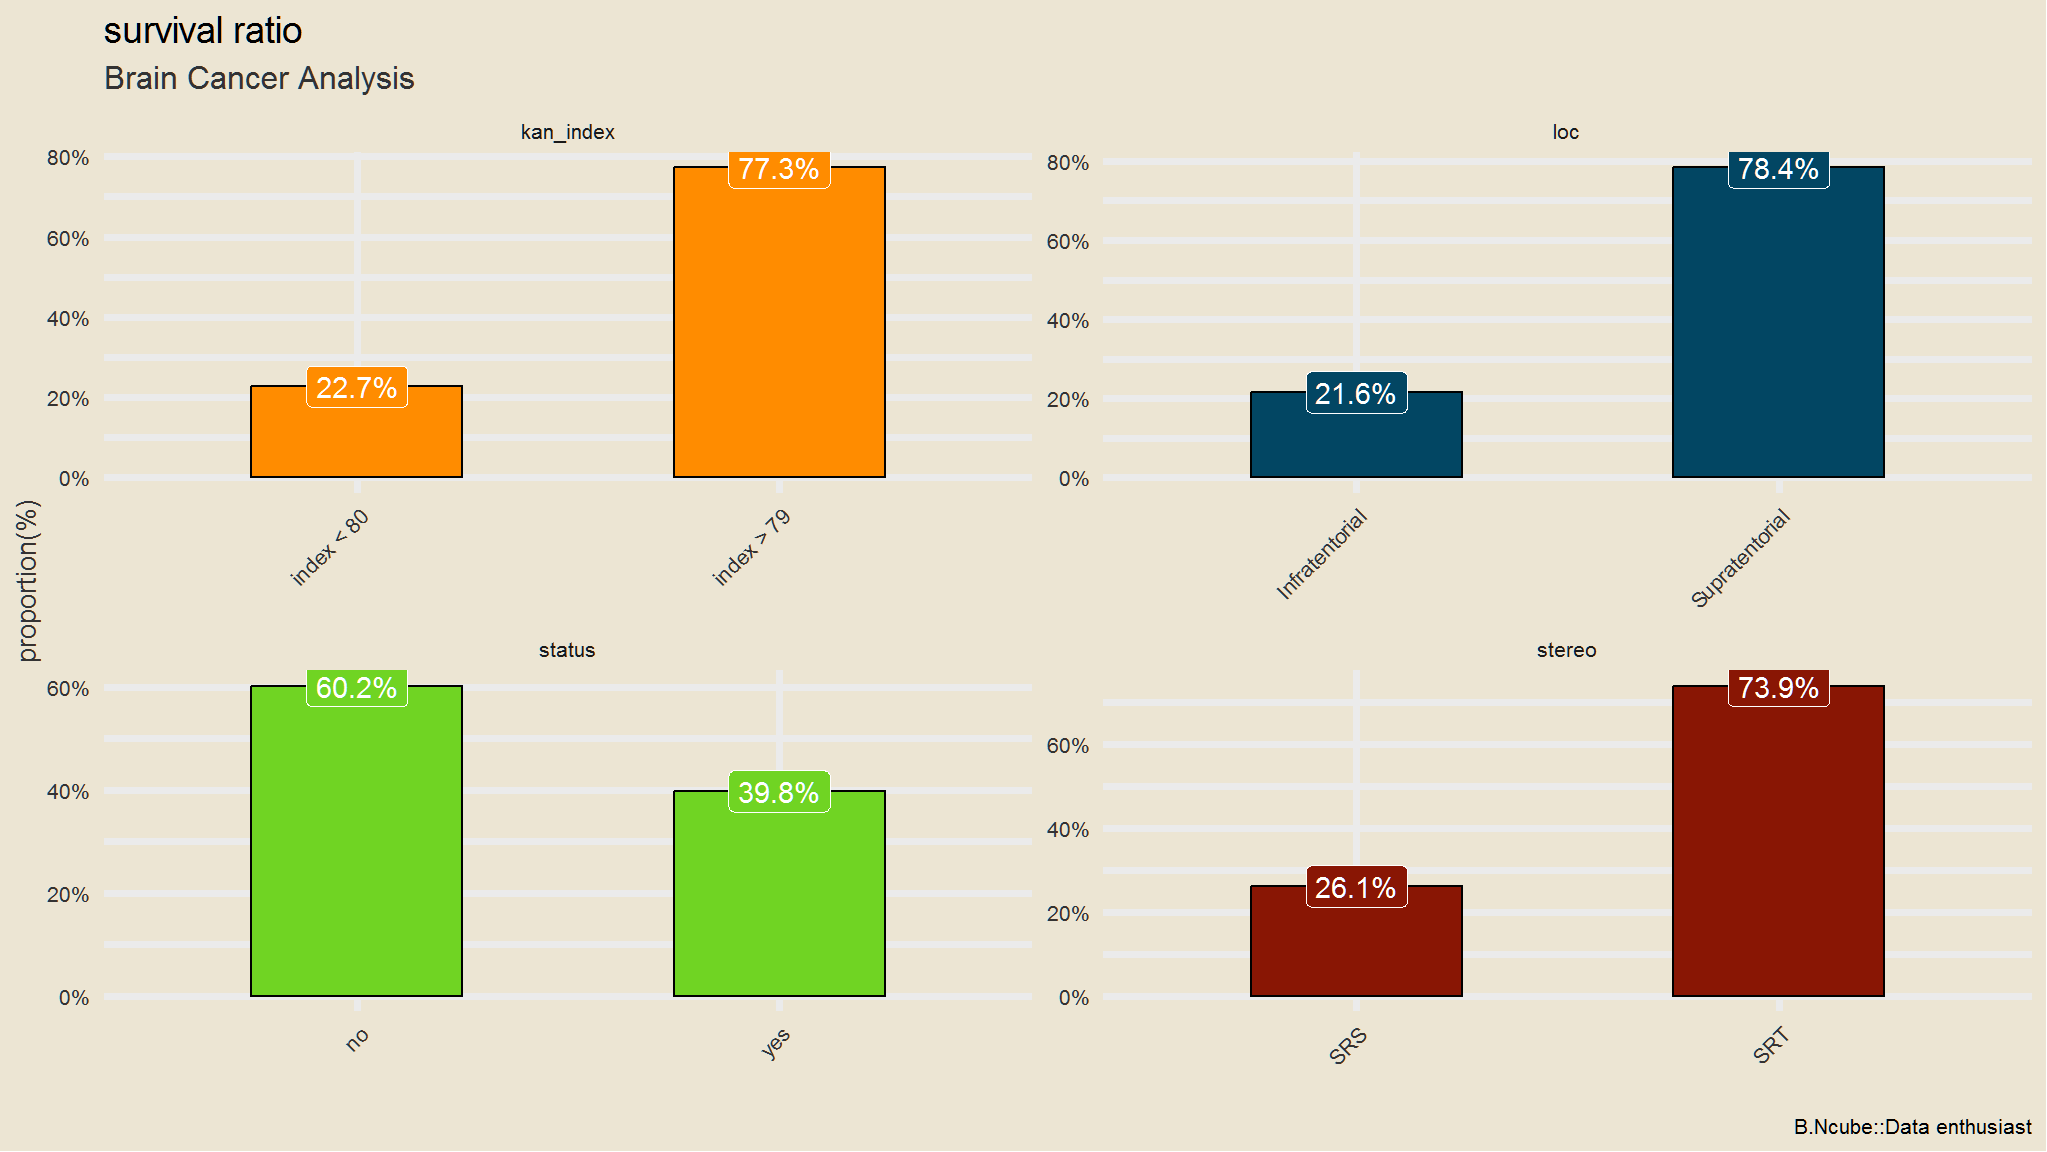 survival ratio
Brain Cancer Analysis
proportion(%)
kan_index
80%
60%
40%
20%
0%
22.7%
77.3%
index < 80
index > 79
loc
80%
60%
40%
20%
0%
21.6%
78.4%
Infratentorial
Supratentorial
status
60%
40%
20%
0%
60.2%
39.8%
no
yes
stereo
60%
40%
20%
0%
26.1%
73.9%
SRS
SRT
B.Ncube::Data enthusiast